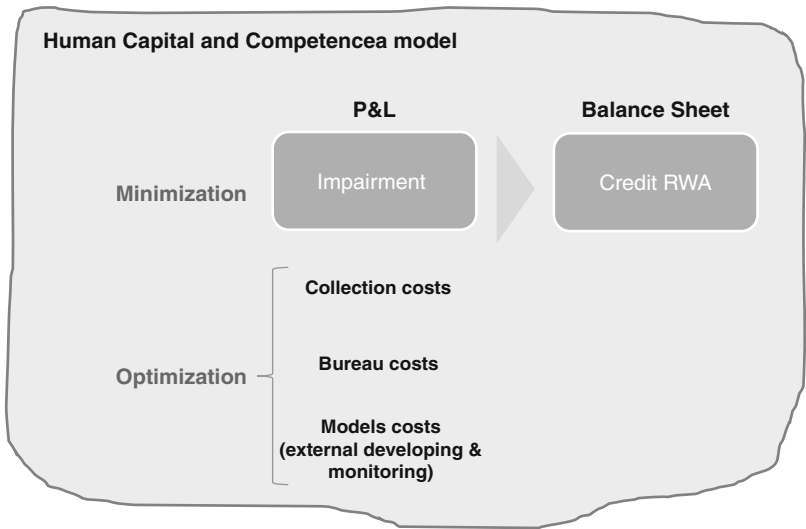 Human Capital and Competencea model
P&L
Balance Sheet
Minimization
Impairment
Credit RWA
Collection costs
Optimization
Bureau costs
Models costs
(external developing &
monitoring)